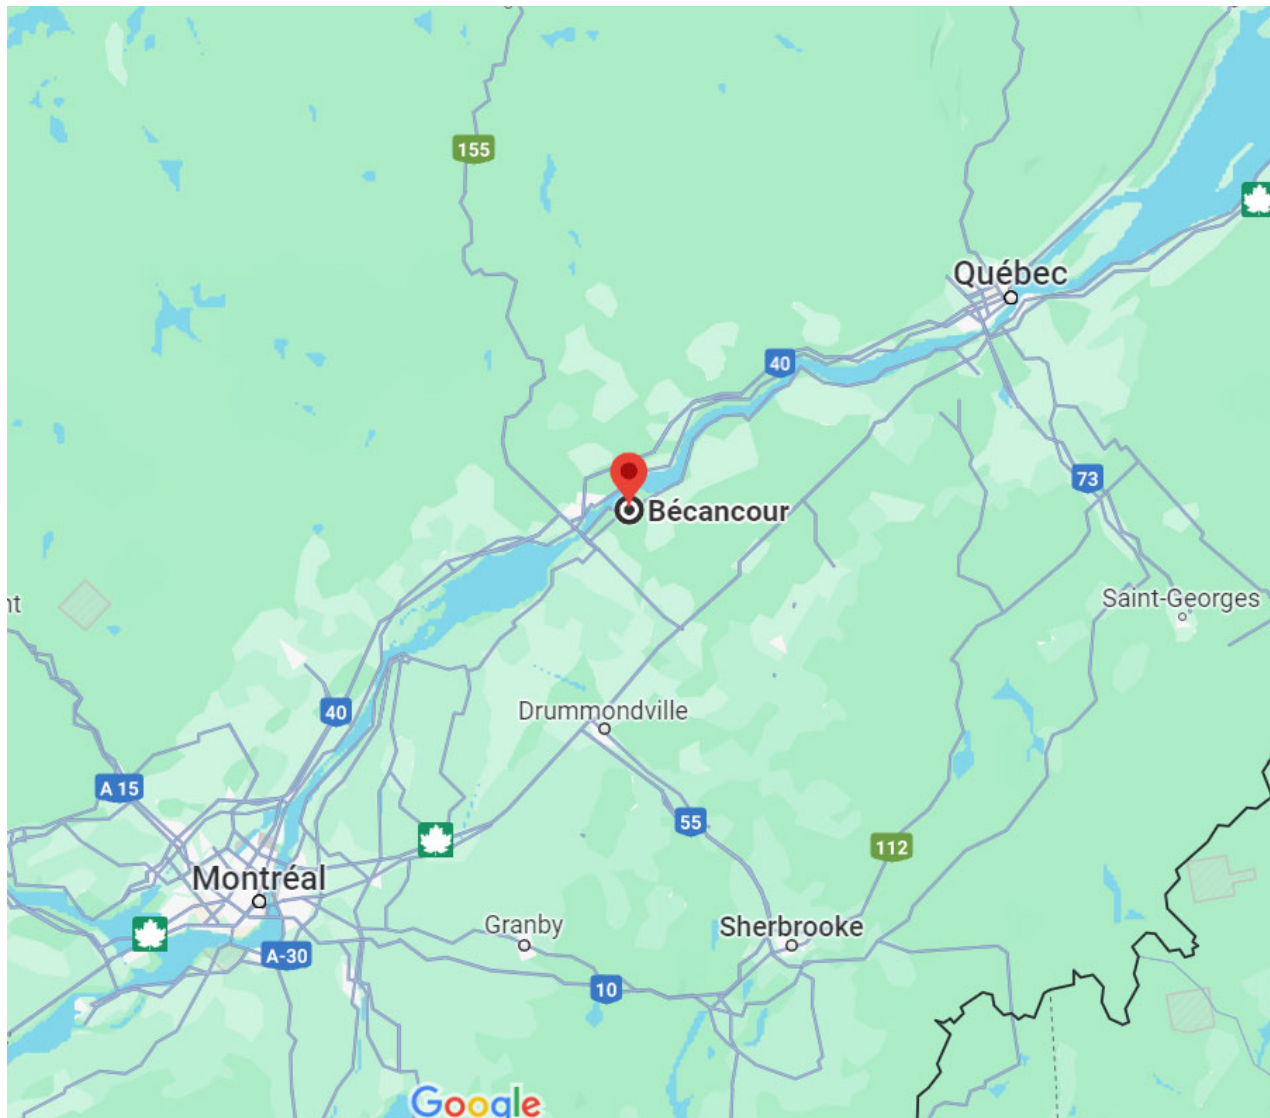 155
Québec
40
73
Bécancour
Saint-Georges
nt
Drummondville
40
A 15
55
112
Montréal
Granby
Sherbrooke
A-30
10
Google